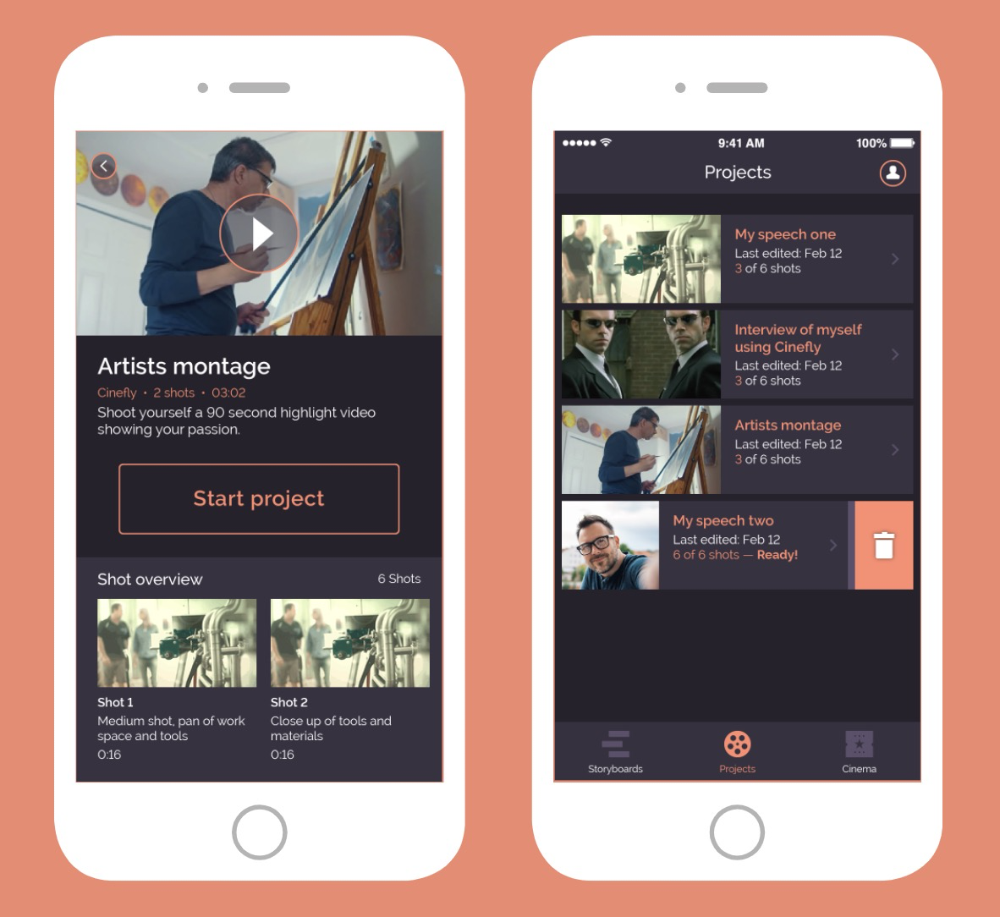 Artists montage
Cinefly • 2 shots • 03:02
Shoot yourself a 90 second highlight video
showing your passion.
Start project
Shot overview
6 Shots
Shot 1
Medium shot, pan of work
space and tools
0:16
Shot 2
Close up of tools and
materials
0:16
9:41 AM
100%
Projects
My speech one
Last edited: Feb 12
3 of 6 shots
Interview of myself
using Cinefly
Last edited: Feb 12
3 of 6 shots
Artists montage
Last edited: Feb 12
3 of 6 shots
My speech two
Last edited: Feb 12
6 of 6 shots — Ready!
Storyboards
Projects
Cinema